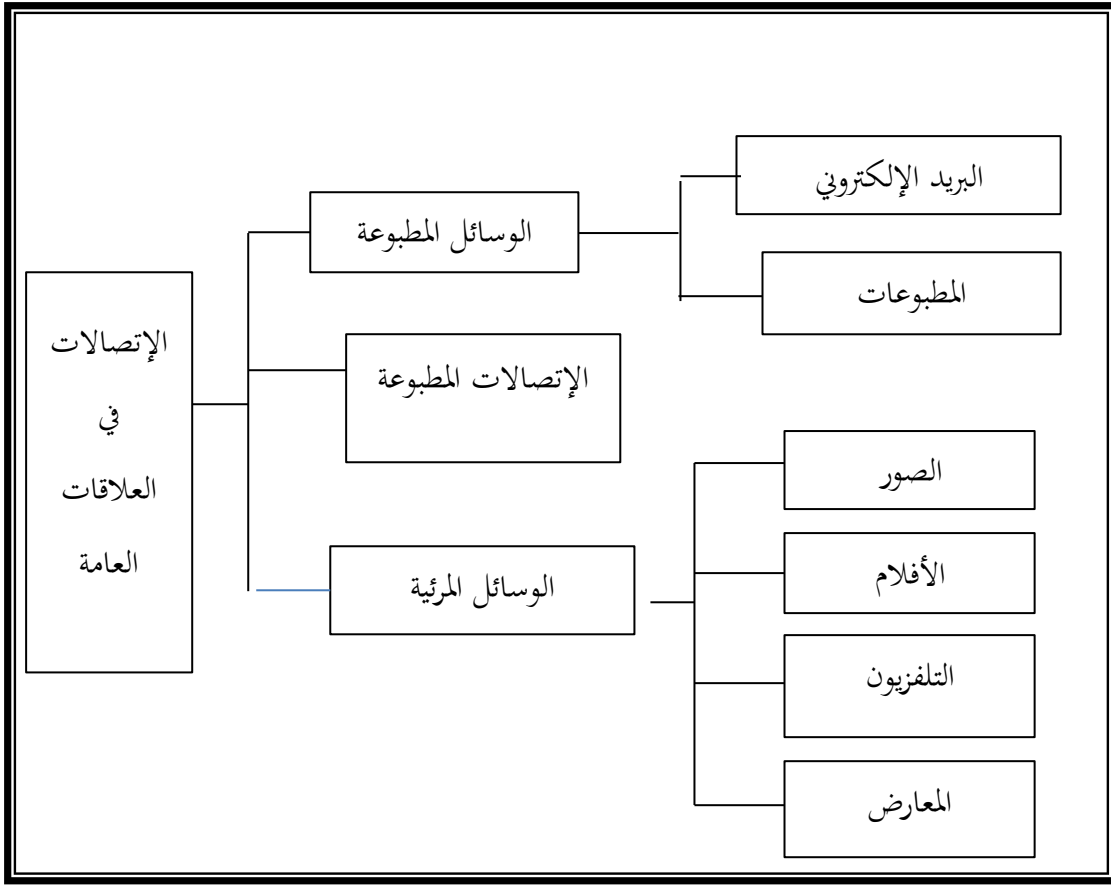 الإتصالات
في
العلاقات
العامة
الوسائل المطبوعة
البريد الإلكتروني
المطبوعات
الإتصالات المطبوعة
الوسائل المرئية
الصور
الأفلام
التلفزيون
المعارض